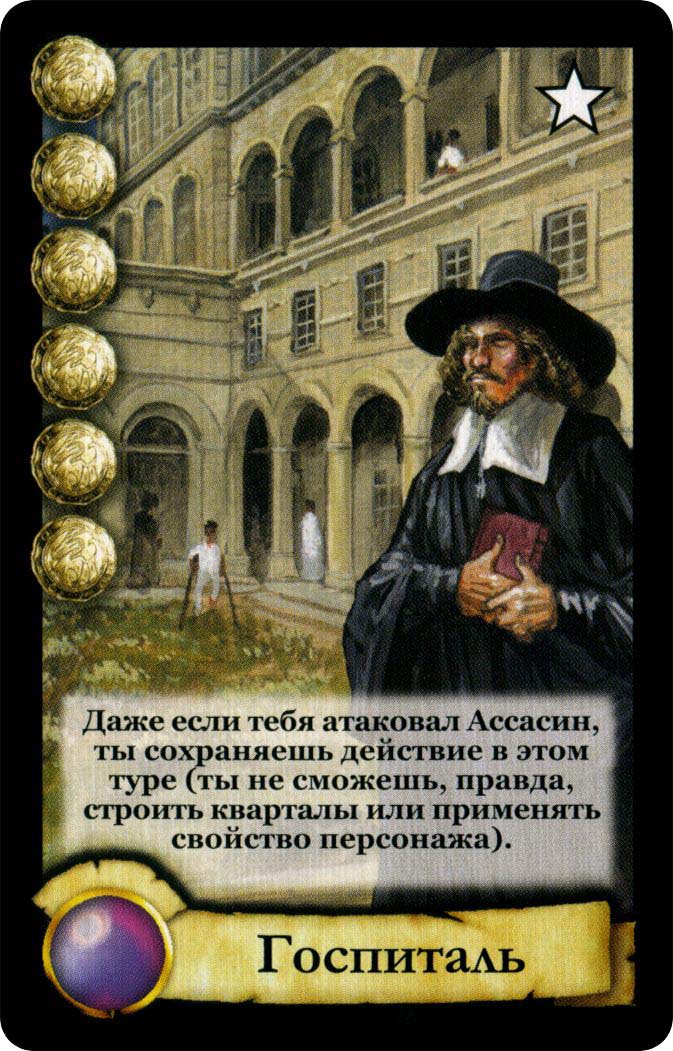 Даже если тебя атаковал Ассасин,
ты сохраняешь действие в этом
туре (ты не сможешь, правда,
строить кварталы или применять
свойство персонажа).
Госпиталь